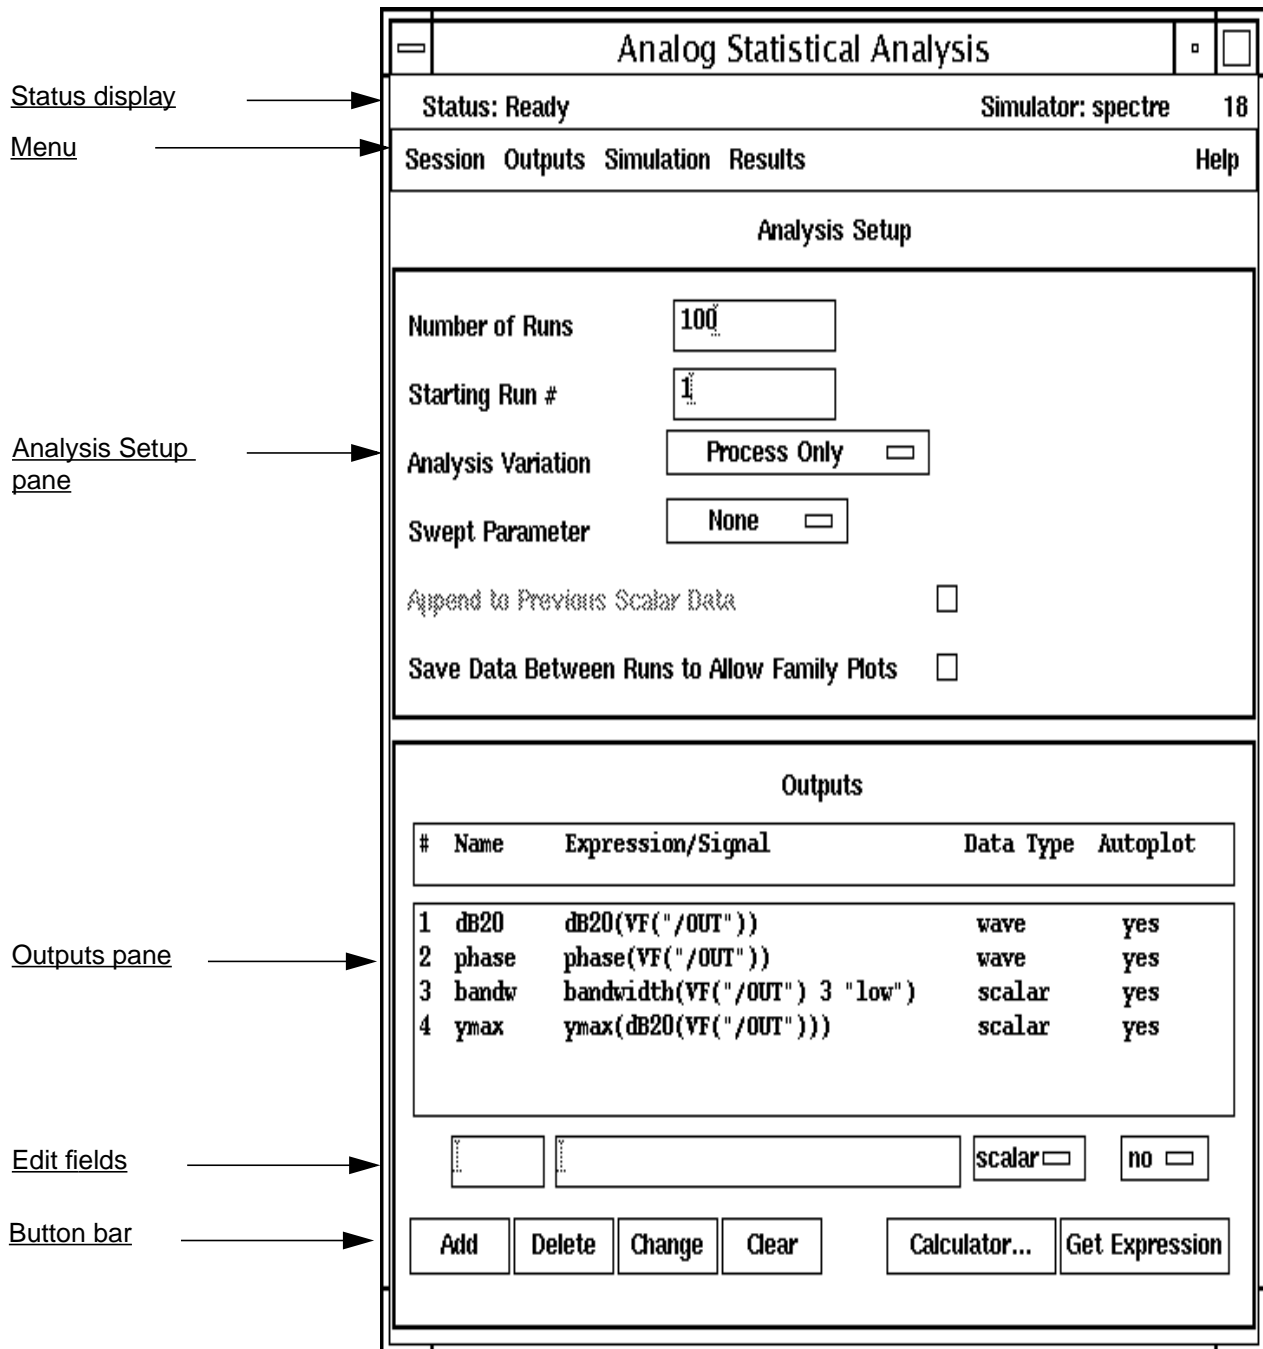 Analog Statistical Analysis
Status display
Status: Ready Simulator: spectre 18
Menu
Session Outputs Simulation Results Help
Analysis Setup
Number of Runs 100
Starting Run # 1
Analysis Setup
pane
Analysis Variation Process Only
Swept Parameter None
Append to Previous Scalar Data
Save Data Between Runs to Allow Family Plots
Outputs
# Name Expression/Signal Data Type Autoplot
1 dB20 dB20(VF("/OUT")) wave yes
Outputs pane
2 phase phase(VF("/OUT")) wave yes
3 bandw bandwidth(VF("/OUT") 3 "low") scalar yes
4 ymax ymax(dB20(VF("/OUT"))) scalar yes
Edit fields
scalar no
Button bar
Add Delete Change Clear Calculator... Get Expression